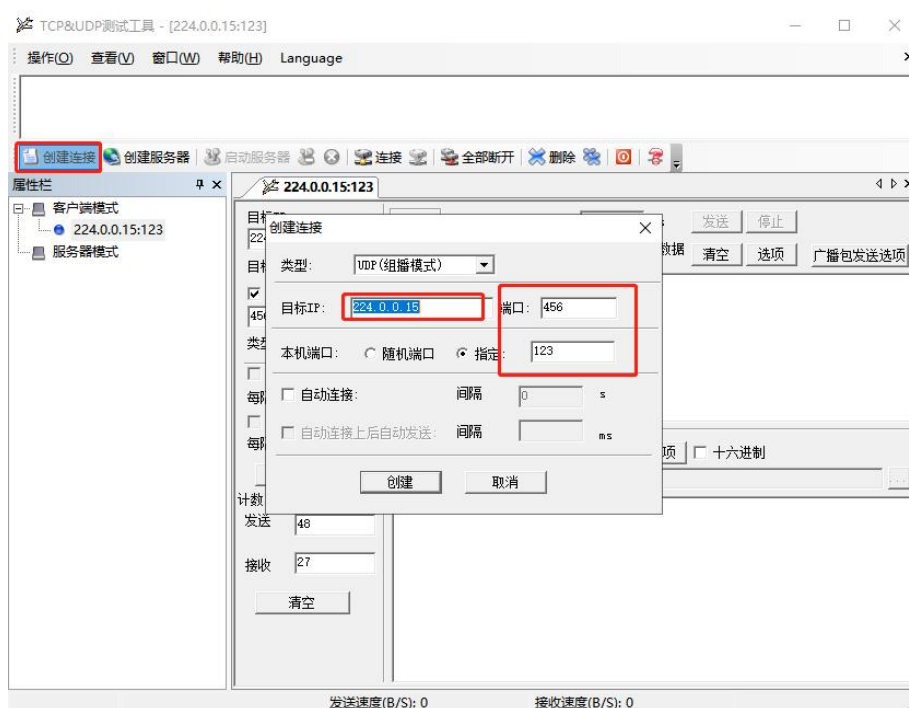 TCP&UDP测试工具 - [224.0.0.15:123]
操作(O) 查看(V) 窗口(W) 帮助(H) Language
创建连接 创建服务器 启动服务器 连接 全部断开 删除
属性栏
224.0.0.15:123
客户端模式
224.0.0.15:123
服务器模式
发送 停止
清空 选项 广播包发送选项
创建连接
类型: UDP(组播模式)
目标IP: 224.0.0.15 端口: 456
本机端口: 随机端口 指定: 123
自动连接: 间隔 0 s
自动连接上后自动发送: 间隔 ms
创建 取消
十六进制
计数
发送 48
接收 27
清空
发送速度(B/S): 0 接收速度(B/S): 0